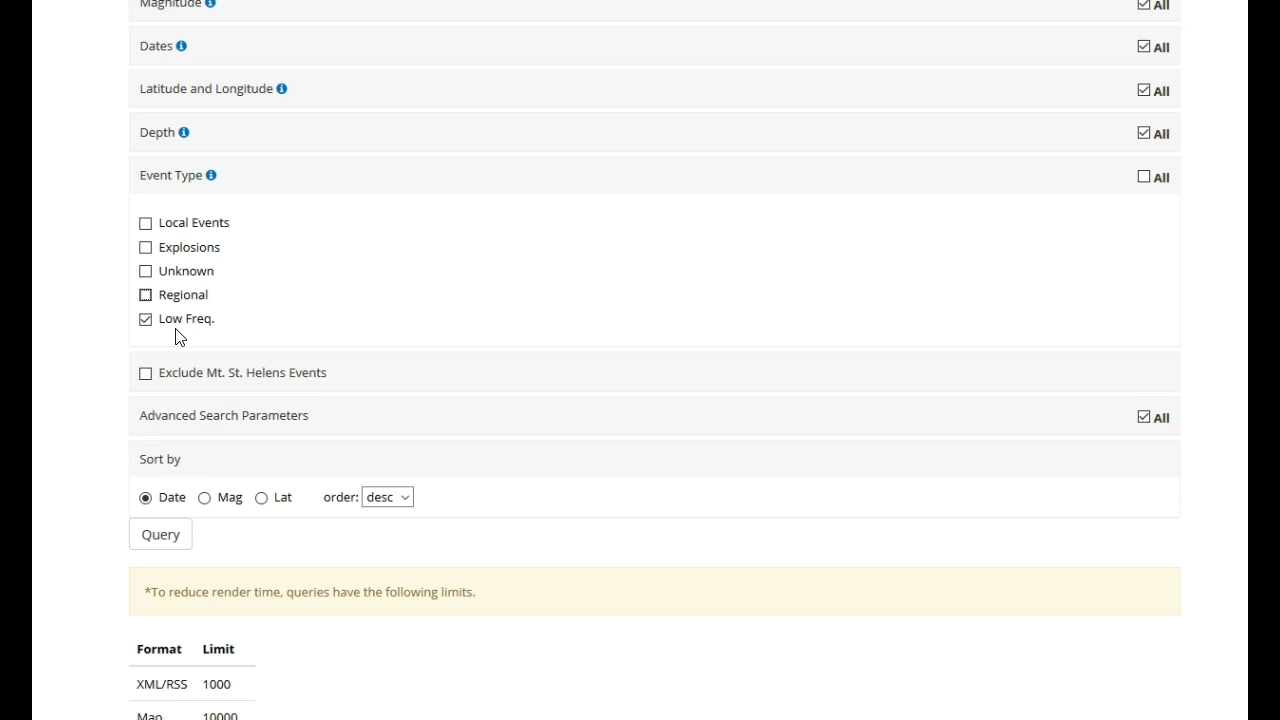 Magnitude All
Dates All
Latitude and Longitude All
Depth All
Event Type All
Local Events
Explosions
Unknown
Regional
Low Freq.
Exclude Mt. St. Helens Events
Advanced Search Parameters All
Sort by
Date Mag Lat order: desc
Query
*To reduce render time, queries have the following limits.
Format Limit
XML/RSS 1000
Map 10000